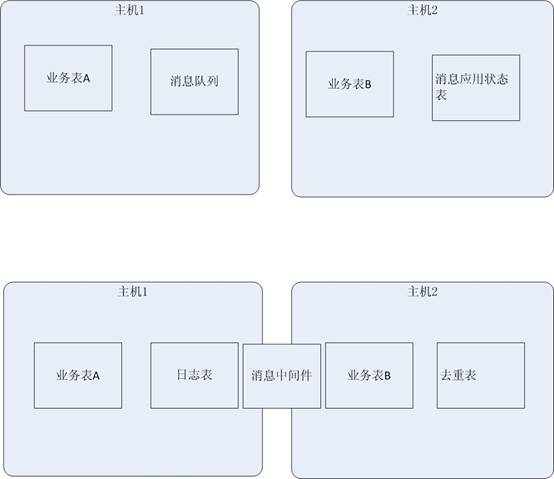 主机1
主机2
业务表A
消息队列
业务表B
消息应用状态
表
主机1
主机2
业务表A
日志表
消息中间件
业务表B
去重表